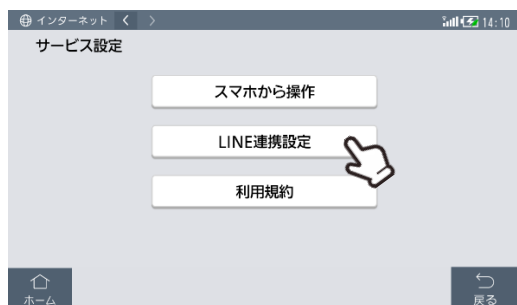 インターネット
14:10
サービス設定
スマホから操作
LINE連携設定
利用規約
ホーム
戻る